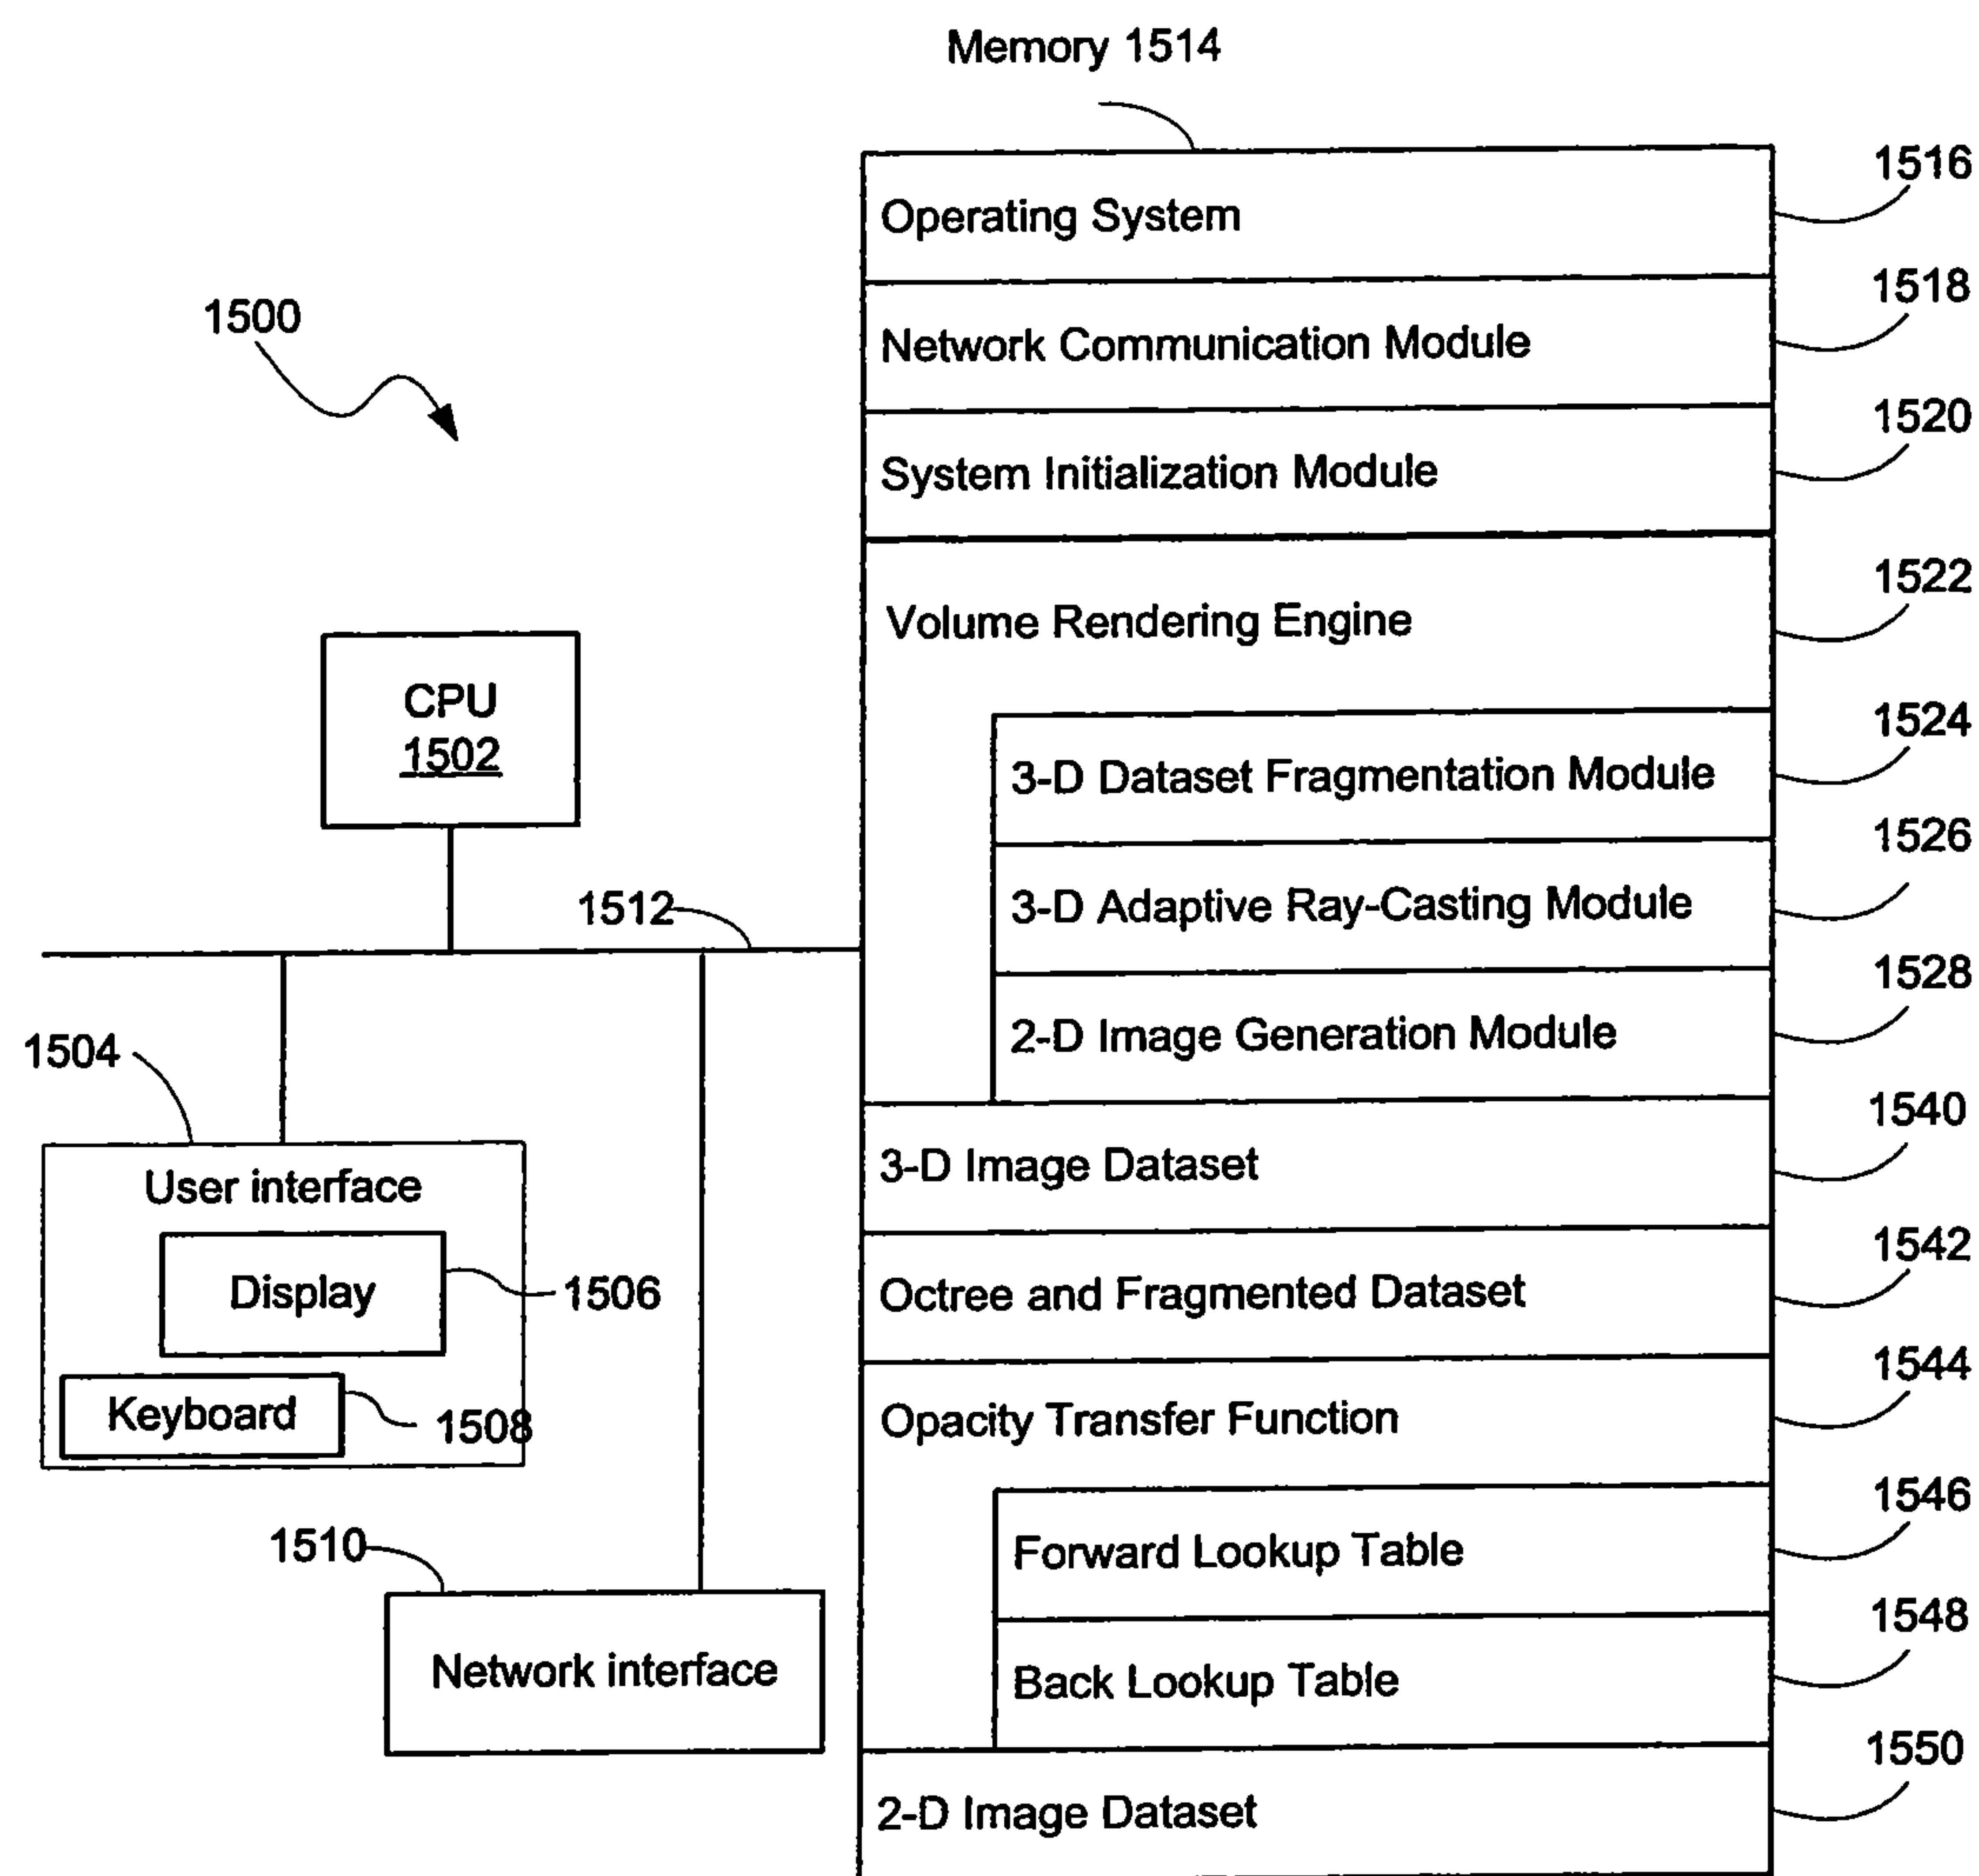 Memory 1514
Operating System
1516
Network Communication Module
1518
1500
System Initialization Module
1520
Volume Rendering Engine
1522
CPU
1502
3-D Dataset Fragmentation Module
1524
3-D Adaptive Ray-Casting Module
1526
1512
2-D Image Generation Module
1528
1504
3-D Image Dataset
1540
User interface
Display
1506
Octree and Fragmented Dataset
1542
Keyboard
1508
Opacity Transfer Function
1544
Forward Lookup Table
1546
1510
Network interface
Back Lookup Table
1548
2-D Image Dataset
1550